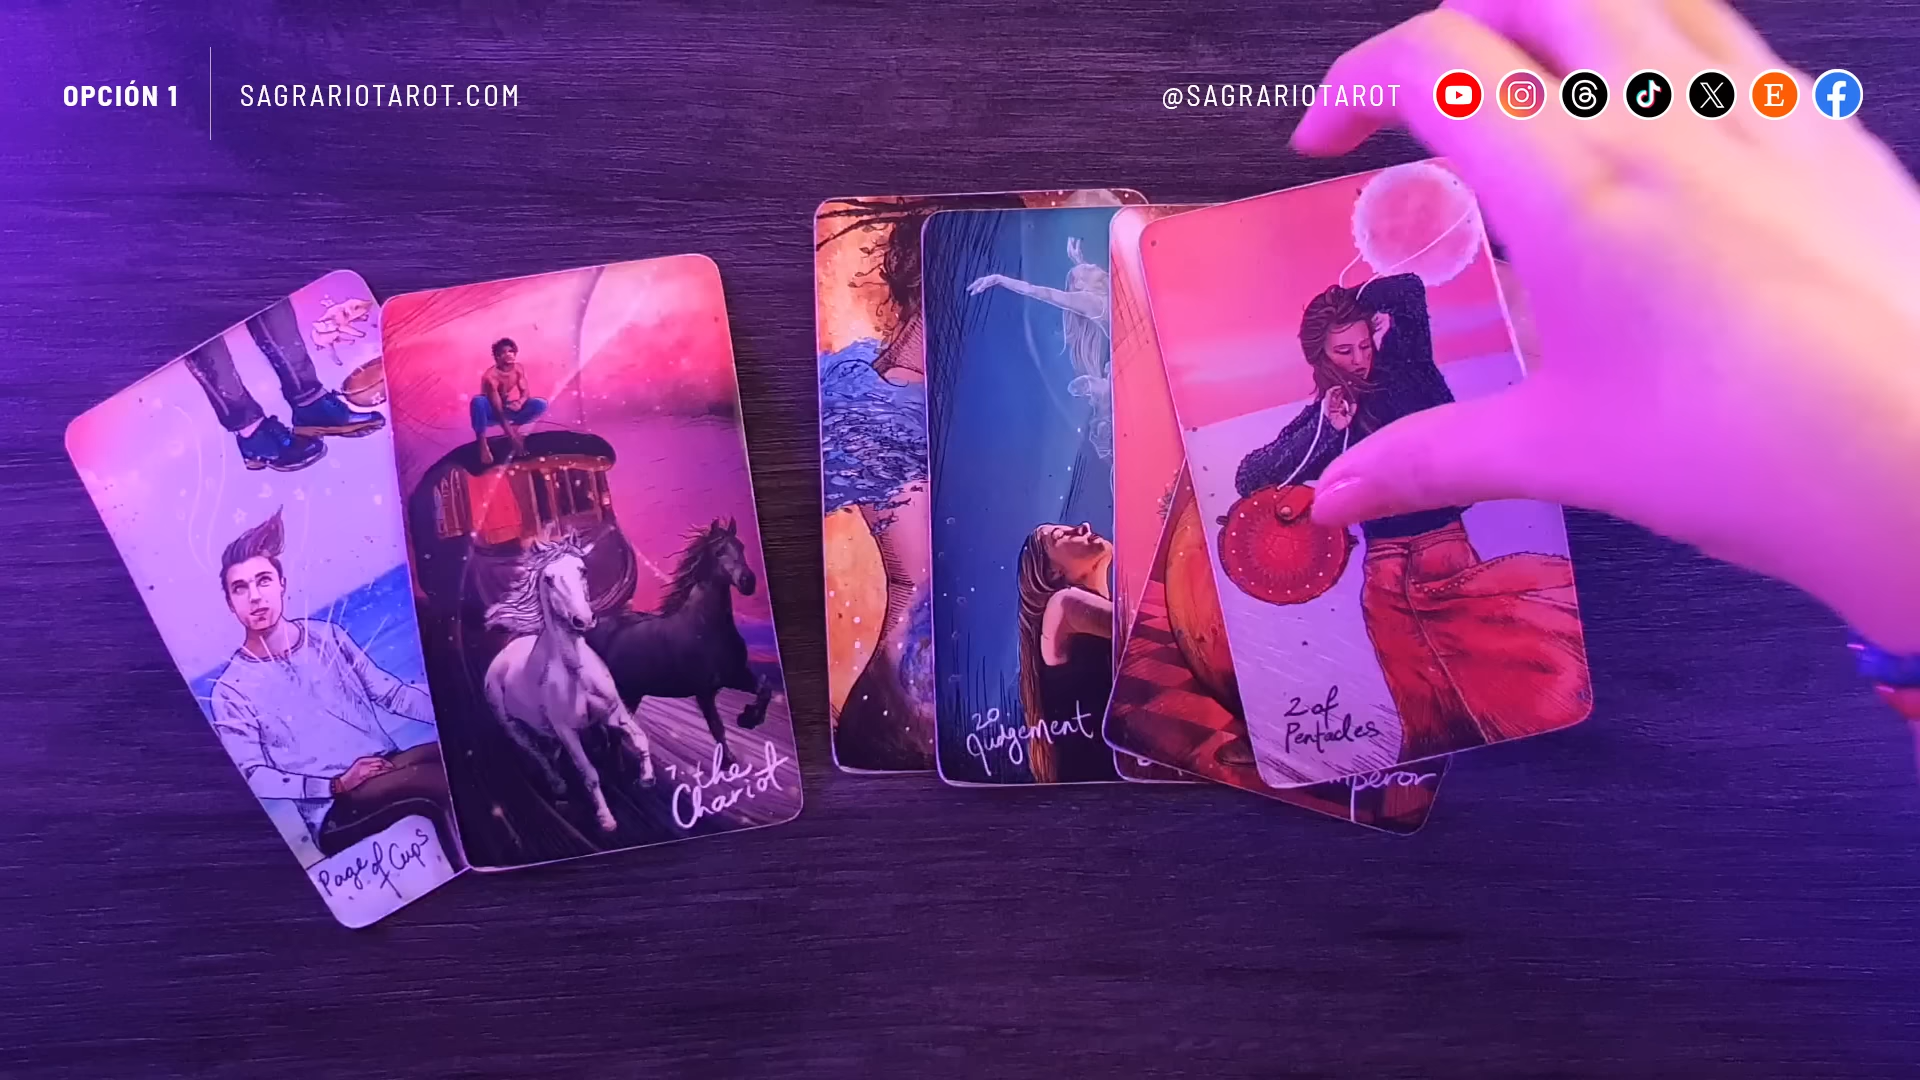 OPCIÓN 1
SAGRARIOTAROT.COM
@SAGRARIOTAROT
E
Page of Cups
7. the
Chariot
20
Judgement
2 of
Pentacles